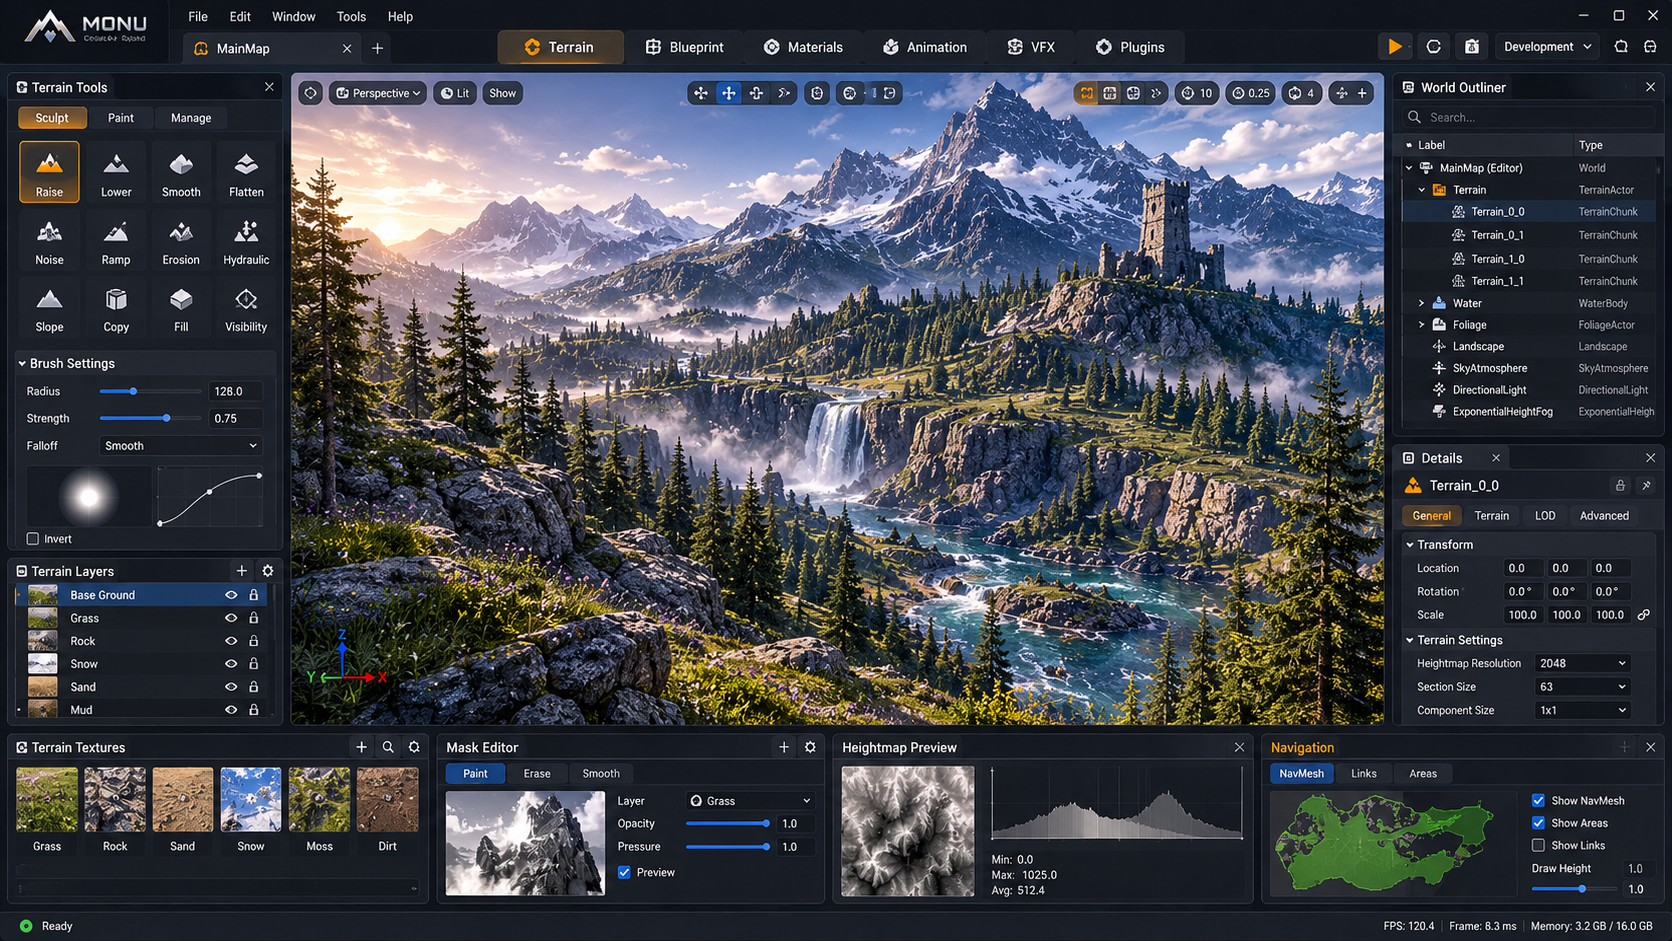 File Edit Window Tools Help
MONU
MainMap
Terrain Blueprint Materials Animation VFX Plugins
Development
Terrain Tools
Sculpt Paint Manage
Raise Lower Smooth Flatten
Noise Ramp Erosion Hydraulic
Slope Copy Fill Visibility
Brush Settings
Radius 128.0
Strength 0.75
Falloff Smooth
Invert
Terrain Layers
Base Ground
Grass
Rock
Snow
Sand
Mud
Perspective Lit Show
10 0.25 4
Z
Y X
World Outliner
Search...
Label Type
MainMap (Editor) World
Terrain TerrainActor
Terrain_0_0 TerrainChunk
Terrain_0_1 TerrainChunk
Terrain_1_0 TerrainChunk
Terrain_1_1 TerrainChunk
Water WaterBody
Foliage FoliageActor
Landscape Landscape
SkyAtmosphere SkyAtmosphere
DirectionalLight DirectionalLight
ExponentialHeightFog ExponentialHeigh
Details
Terrain_0_0
General Terrain LOD Advanced
Transform
Location 0.0 0.0 0.0
Rotation 0.0° 0.0° 0.0°
Scale 100.0 100.0 100.0
Terrain Settings
Heightmap Resolution 2048
Section Size 63
Component Size 1x1
Terrain Textures
Grass Rock Sand Snow Moss Dirt
Mask Editor
Paint Erase Smooth
Layer Grass
Opacity 1.0
Pressure 1.0
Preview
Heightmap Preview
Min: 0.0
Max: 1025.0
Avg: 512.4
Navigation
NavMesh Links Areas
Show NavMesh
Show Areas
Show Links
Draw Height 1.0
1.0
Ready
FPS: 120.4 Frame: 8.3 ms Memory: 3.2 GB / 16.0 GB